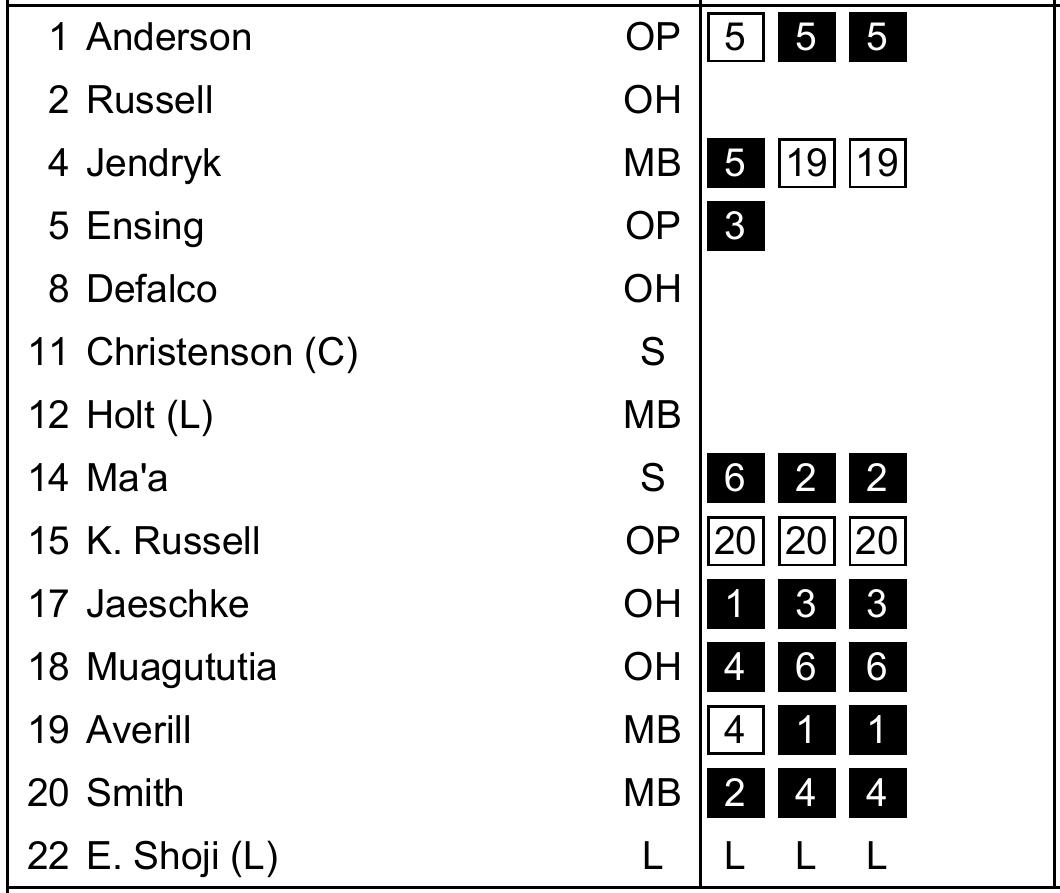 1 Anderson OP 5 5 5
2 Russell OH
4 Jendryk MB 5 19 19
5 Ensing OP 3
8 Defalco OH
11 Christenson (C) S
12 Holt (L) MB
14 Ma'a S 6 2 2
15 K. Russell OP 20 20 20
17 Jaeschke OH 1 3 3
18 Muagututia OH 4 6 6
19 Averill MB 4 1 1
20 Smith MB 2 4 4
22 E. Shoji (L) L L L L